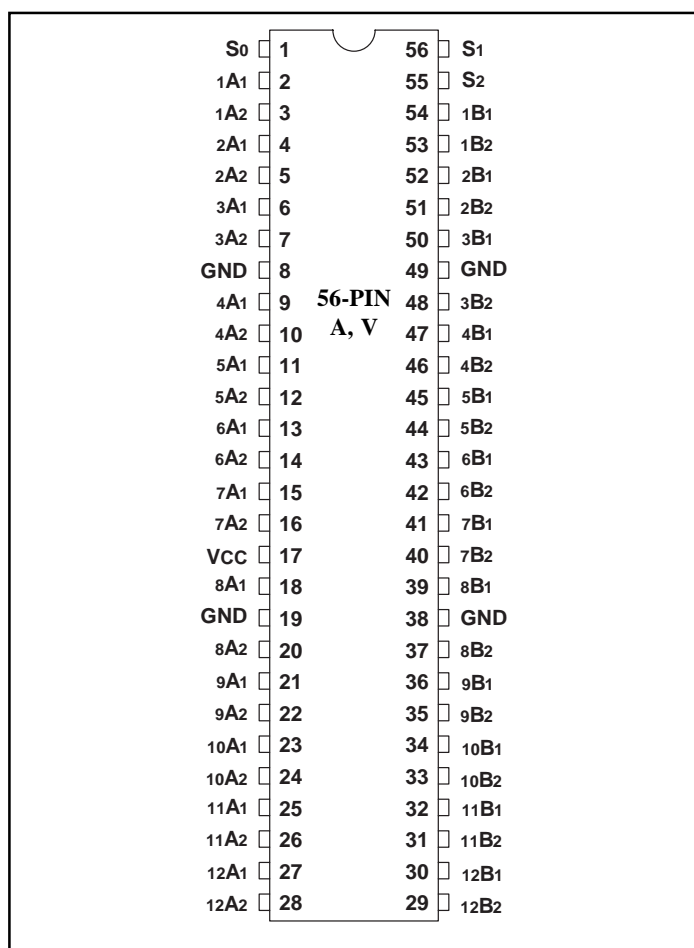 S0 1 56 S1
1A1 2 55 S2
1A2 3 54 1B1
2A1 4 53 1B2
2A2 5 52 2B1
3A1 6 51 2B2
3A2 7 50 3B1
GND 8 49 GND
4A1 9 56-PIN 48 3B2
4A2 10 A, V 47 4B1
5A1 11 46 4B2
5A2 12 45 5B1
6A1 13 44 5B2
6A2 14 43 6B1
7A1 15 42 6B2
7A2 16 41 7B1
VCC 17 40 7B2
8A1 18 39 8B1
GND 19 38 GND
8A2 20 37 8B2
9A1 21 36 9B1
9A2 22 35 9B2
10A1 23 34 10B1
10A2 24 33 10B2
11A1 25 32 11B1
11A2 26 31 11B2
12A1 27 30 12B1
12A2 28 29 12B2